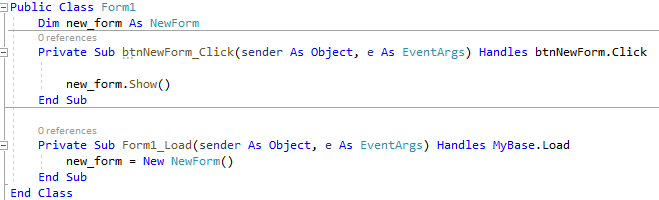 Public Class Form1
Dim new_form As NewForm
0 references
Private Sub btnNewForm_Click(sender As Object, e As EventArgs) Handles btnNewForm.Click
new_form.Show()
End Sub
0 references
Private Sub Form1_Load(sender As Object, e As EventArgs) Handles MyBase.Load
new_form = New NewForm()
End Sub
End Class